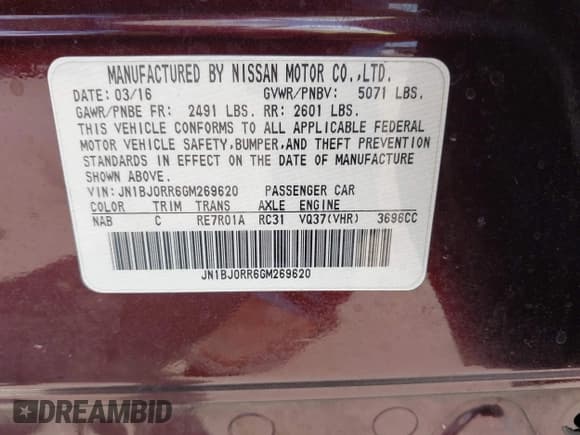 MANUFACTURED BY NISSAN MOTOR CO.,LTD.
DATE: 03/16 GVWR/PNBV: 5071 LBS.
GAWR/PNBE FR: 2491 LBS. RR: 2601 LBS.
THIS VEHICLE CONFORMS TO ALL APPLICABLE FEDERAL
MOTOR VEHICLE SAFETY,BUMPER,AND THEFT PREVENTION
STANDARDS IN EFFECT ON THE DATE OF MANUFACTURE
SHOWN ABOVE.
VIN: JN1BJ0RR6GM269620 PASSENGER CAR
COLOR TRIM TRANS AXLE ENGINE
NAB C RE7R01A RC31 VQ37(VHR) 3696CC
JN1BJ0RR6GM269620
DREAMBID